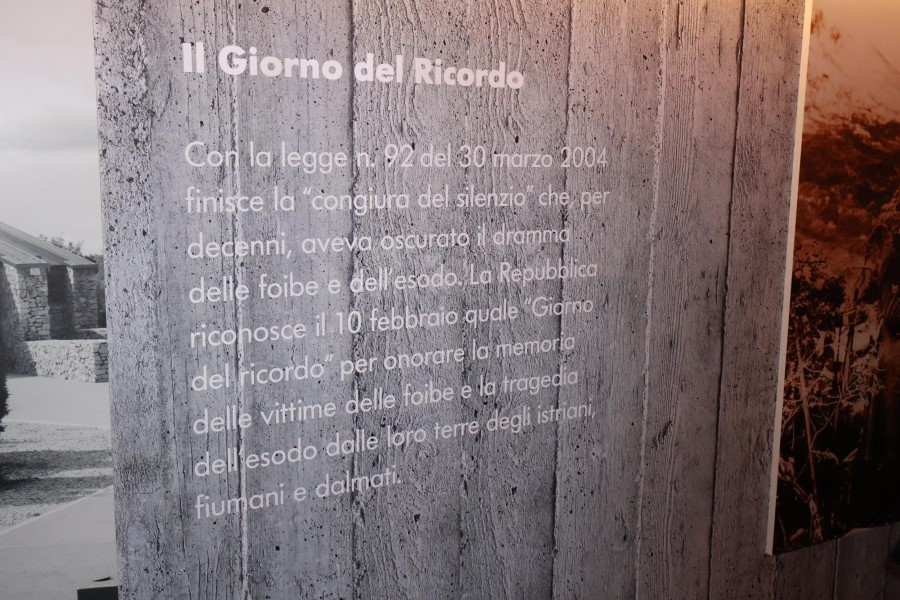 Il Giorno del Ricordo
Con la legge n. 92 del 30 marzo 2004
finisce la "congiura del silenzio" che, per
decenni, aveva oscurato il dramma
delle foibe e dell'esodo. La Repubblica
riconosce il 10 febbraio quale "Giorno
del ricordo" per onorare la memoria
delle vittime delle foibe e la tragedia
dell'esodo dalle loro terre degli istriani,
fiumani e dalmati.